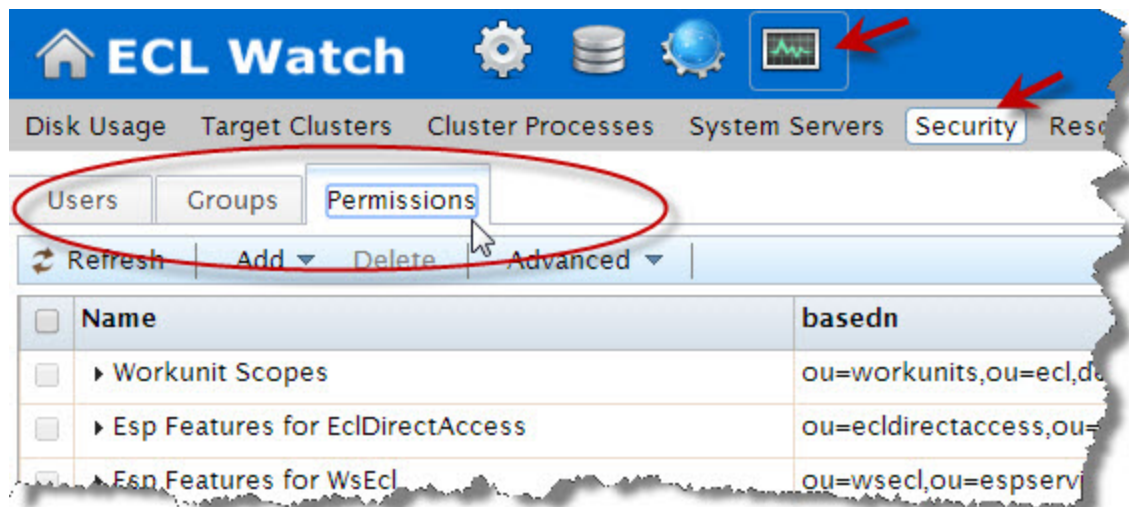 ECL Watch
Disk Usage Target Clusters Cluster Processes System Servers Security
Users Groups Permissions
Refresh Add Delete Advanced
Name basedn
Workunit Scopes ou=workunits,ou=ecl,
Esp Features for EclDirectAccess ou=ecldirectaccess,ou=
Esp Features for WsEcl ou=wsecl,ou=espserv